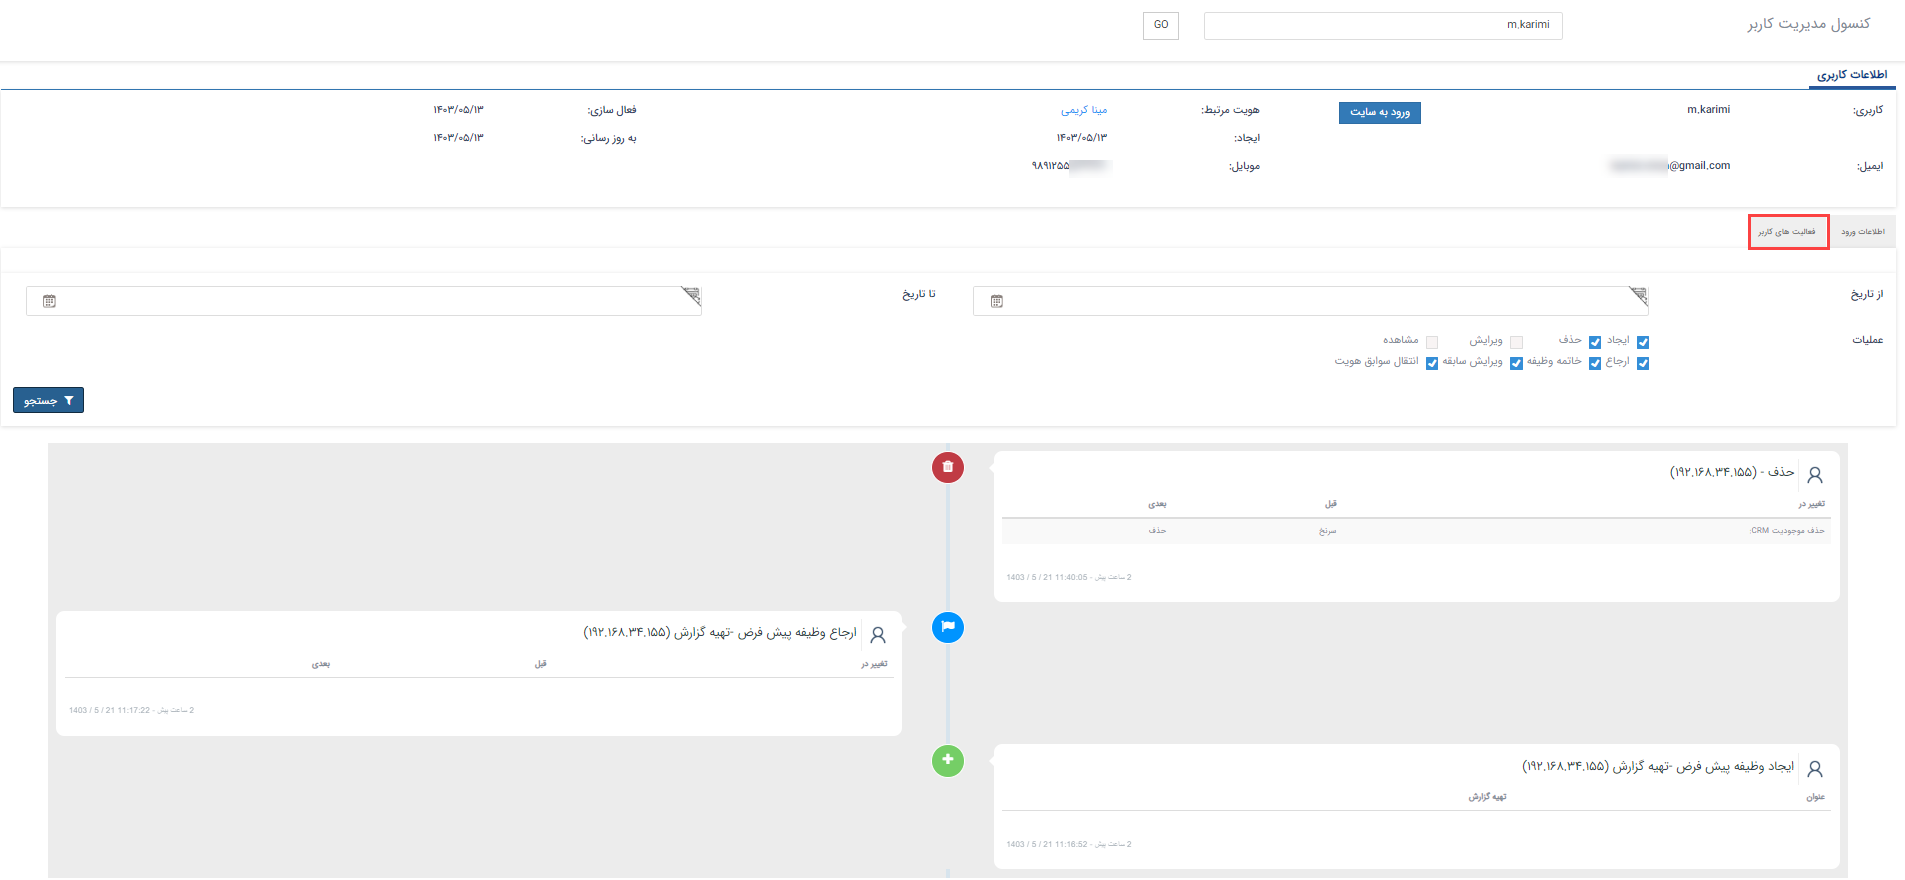 کنسول مدیریت کاربر
m.karimi
GO
اطلاعات کاربری
کاربری:
m.karimi
ورود به سایت
هویت مرتبط:
مینا کریمی
فعال سازی:
۱۴۰۳/۰۵/۱۳
ایجاد:
۱۴۰۳/۰۵/۱۳
به روز رسانی:
۱۴۰۳/۰۵/۱۳
ایمیل:
@gmail.com
موبایل:
۹۸۹۱۲۵۵
اطلاعات ورود
فعالیت های کاربر
از تاریخ
تا تاریخ
عملیات
ایجاد
حذف
ویرایش
مشاهده
ارجاع
خاتمه وظیفه
ویرایش سابقه
انتقال سوابق هویت
جستجو
حذف - (۱۹۲.۱۶۸.۳۴.۱۵۵)
تغییر در
قبل
بعدی
حذف موجودیت CRM:
سرنخ
حذف
2 ساعت پیش - 11:40:05 21 / 5 / 1403
ارجاع وظیفه پیش فرض -تهیه گزارش (۱۹۲.۱۶۸.۳۴.۱۵۵)
تغییر در
قبل
بعدی
2 ساعت پیش - 11:17:22 21 / 5 / 1403
ایجاد وظیفه پیش فرض -تهیه گزارش (۱۹۲.۱۶۸.۳۴.۱۵۵)
عنوان
تهیه گزارش
2 ساعت پیش - 11:16:52 21 / 5 / 1403